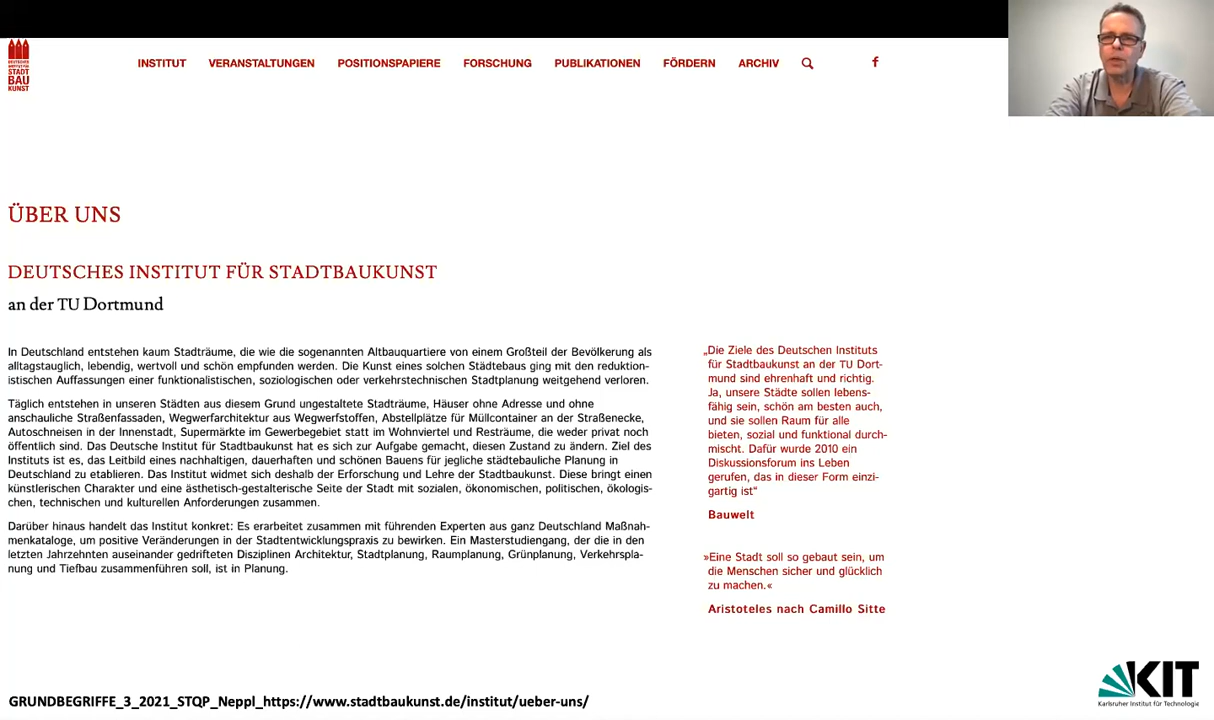 DEUTSCHES
INSTITUT FÜR
STADT
BAU
KUNST
INSTITUT
VERANSTALTUNGEN
POSITIONSPAPIERE
FORSCHUNG
PUBLIKATIONEN
FÖRDERN
ARCHIV
f
ÜBER UNS
DEUTSCHES INSTITUT FÜR STADTBAUKUNST
an der TU Dortmund
In Deutschland entstehen kaum Stadträume, die wie die sogenannten Altbauquartiere von einem Großteil der Bevölkerung als
alltagstauglich, lebendig, wertvoll und schön empfunden werden. Die Kunst eines solchen Städtebaus ging mit den reduktion-
istischen Auffassungen einer funktionalistischen, soziologischen oder verkehrstechnischen Stadtplanung weitgehend verloren.
Täglich entstehen in unseren Städten aus diesem Grund ungestaltete Stadträume, Häuser ohne Adresse und ohne
anschauliche Straßenfassaden, Wegwerfarchitektur aus Wegwerfstoffen, Abstellplätze für Müllcontainer an der Straßenecke,
Autoschneisen in der Innenstadt, Supermärkte im Gewerbegebiet statt im Wohnviertel und Resträume, die weder privat noch
öffentlich sind. Das Deutsche Institut für Stadtbaukunst hat es sich zur Aufgabe gemacht, diesen Zustand zu ändern. Ziel des
Instituts ist es, das Leitbild eines nachhaltigen, dauerhaften und schönen Bauens für jegliche städtebauliche Planung in
Deutschland zu etablieren. Das Institut widmet sich deshalb der Erforschung und Lehre der Stadtbaukunst. Diese bringt einen
künstlerischen Charakter und eine ästhetisch-gestalterische Seite der Stadt mit sozialen, ökonomischen, politischen, ökologis-
chen, technischen und kulturellen Anforderungen zusammen.
Darüber hinaus handelt das Institut konkret: Es erarbeitet zusammen mit führenden Experten aus ganz Deutschland Maßnah-
menkataloge, um positive Veränderungen in der Stadtentwicklungspraxis zu bewirken. Ein Masterstudiengang, der die in den
letzten Jahrzehnten auseinander gedrifteten Disziplinen Architektur, Stadtplanung, Raumplanung, Grünplanung, Verkehrspla-
nung und Tiefbau zusammenführen soll, ist in Planung.
„Die Ziele des Deutschen Instituts
für Stadtbaukunst an der TU Dort-
mund sind ehrenhaft und richtig.
Ja, unsere Städte sollen lebens-
fähig sein, schön am besten auch,
und sie sollen Raum für alle
bieten, sozial und funktional durch-
mischt. Dafür wurde 2010 ein
Diskussionsforum ins Leben
gerufen, das in dieser Form einzi-
gartig ist“
Bauwelt
»Eine Stadt soll so gebaut sein, um
die Menschen sicher und glücklich
zu machen.«
Aristoteles nach Camillo Sitte
GRUNDBEGRIFFE_3_2021_STQP_Neppl_https://www.stadtbaukunst.de/institut/ueber-uns/
KIT
Karlsruher Institut für Technologie